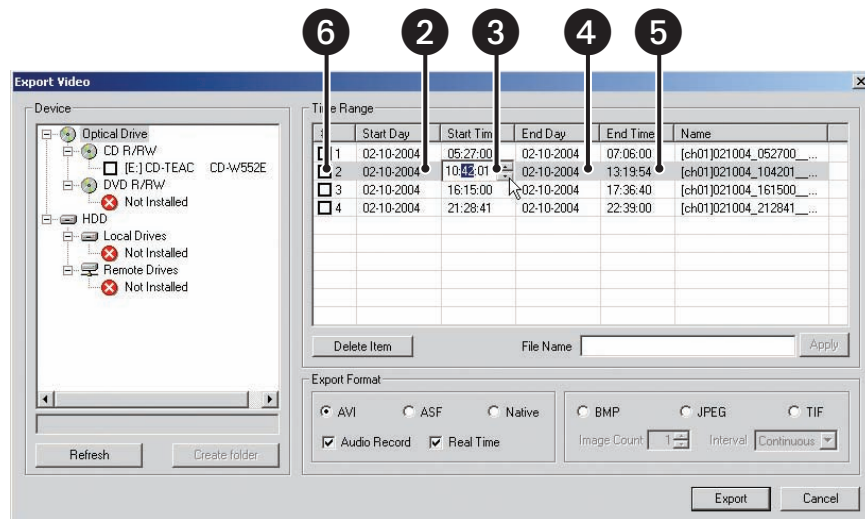 6 2 3 4 5
Export Video
Device
Optical Drive
CD R/RW
[E:] CD-TEAC CD-W552E
DVD R/RW
Not Installed
HDD
Local Drives
Not Installed
Remote Drives
Not Installed
Refresh Create folder
Time Range
Start Day Start Tim End Day End Time Name
1 02-10-2004 05:27:00 02-10-2004 07:06:00 [ch01]021004_052700__...
2 02-10-2004 10:42:01 02-10-2004 13:19:54 [ch01]021004_104201__...
3 02-10-2004 16:15:00 02-10-2004 17:36:40 [ch01]021004_161500__...
4 02-10-2004 21:28:41 02-10-2004 22:39:00 [ch01]021004_212841__...
Delete Item File Name Apply
Export Format
AVI ASF Native BMP JPEG TIF
Audio Record Real Time Image Count 1 Interval Continuous
Export Cancel